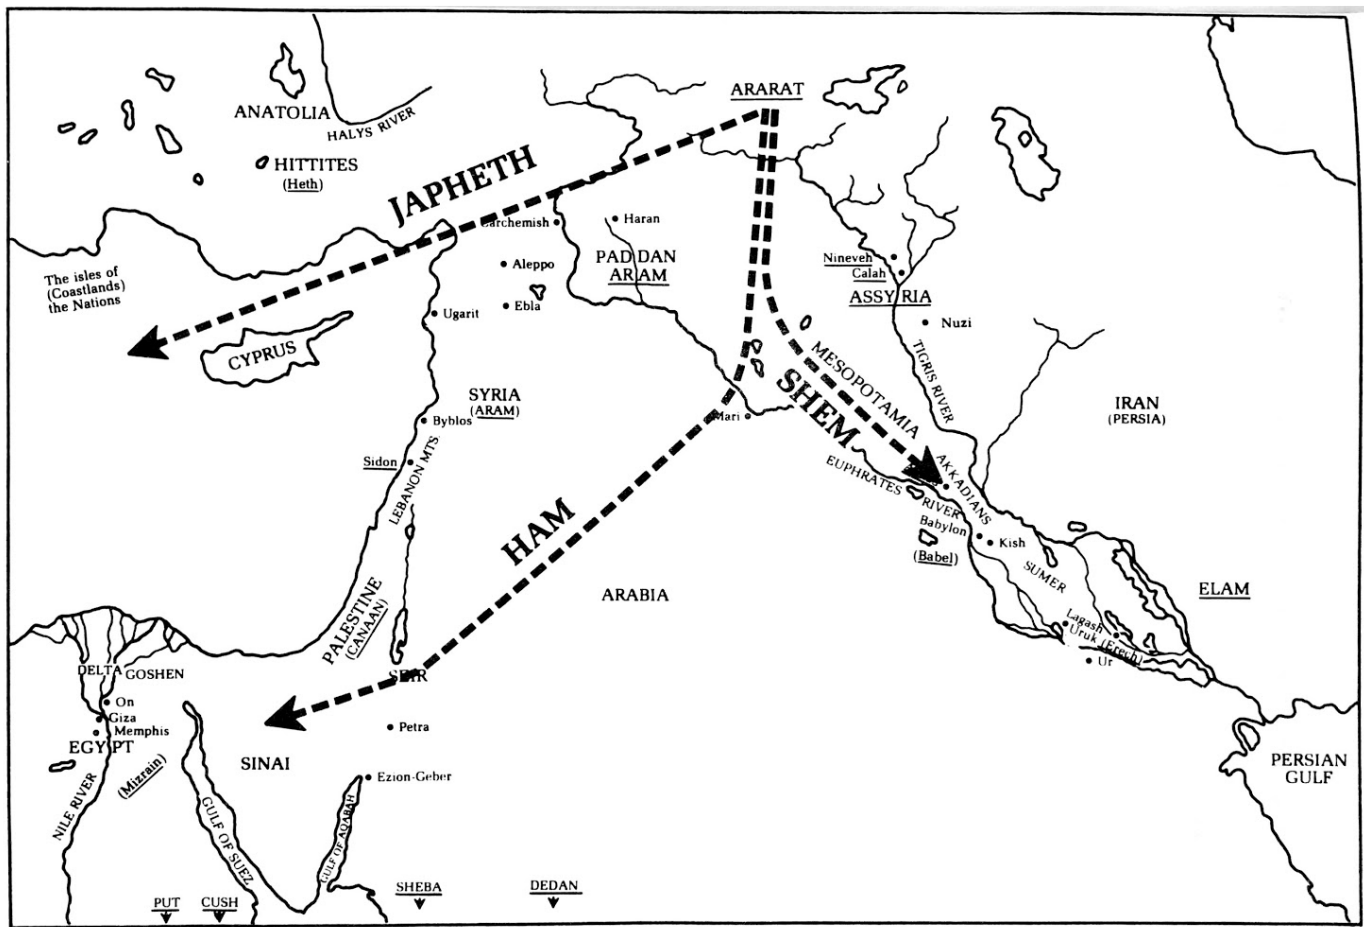 ARARAT
ANATOLIA
HALYS RIVER
HITTITES
(Heth)
JAPHETH
Carchemish
Haran
The isles of
(Coastlands)
the Nations
Aleppo
PADDAN
ARAM
Nineveh
Calah
ASSYRIA
Ebla
Ugarit
Nuzi
CYPRUS
TIGRIS RIVER
MESOPOTAMIA
SHEM
SYRIA
(ARAM)
IRAN
(PERSIA)
Byblos
Mari
Sidon
LEBANON MTS.
EUPHRATES
RIVER
AKKADIANS
HAM
Babylon
(Babel)
Kish
SUMER
ARABIA
ELAM
PALESTINE
(CANAAN)
Lagash
Uruk (Erech)
Ur
DELTA
GOSHEN
SEIR
On
Giza
Memphis
EGYPT
(Mizrain)
Petra
SINAI
Ezion-Geber
PERSIAN
GULF
NILE RIVER
GULF OF SUEZ
GULF OF AQABAH
PUT
CUSH
SHEBA
DEDAN